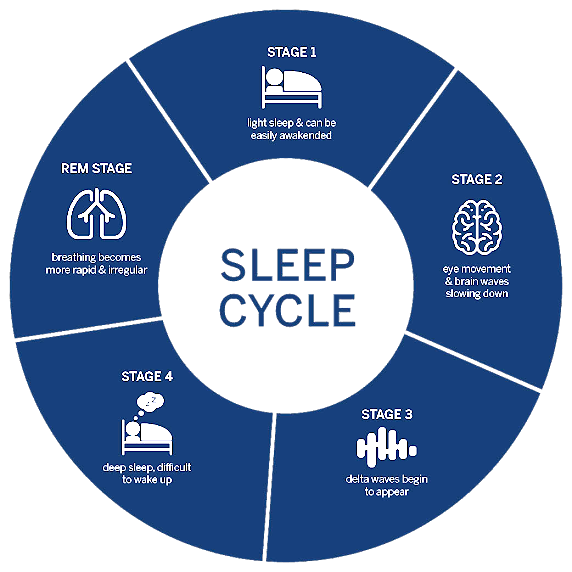 STAGE 1
light sleep & can be
easily awakended
STAGE 2
eye movement
& brain waves
slowing down
STAGE 3
delta waves begin
to appear
STAGE 4
deep sleep, difficult
to wake up
REM STAGE
breathing becomes
more rapid & irregular
SLEEP
CYCLE